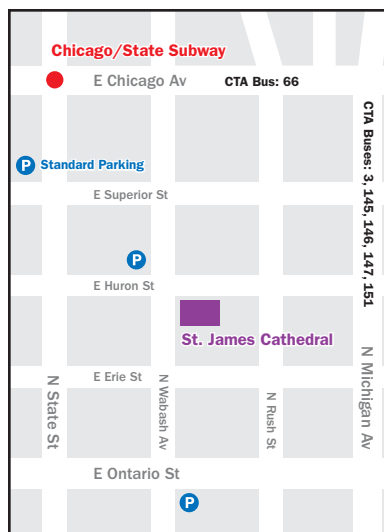 Chicago/State Subway
E Chicago Av
CTA Bus: 66
CTA Buses: 3, 145, 146, 147, 151
P Standard Parking
E Superior St
P
E Huron St
St. James Cathedral
E Erie St
N State St
N Wabash Av
N Rush St
N Michigan Av
E Ontario St
P